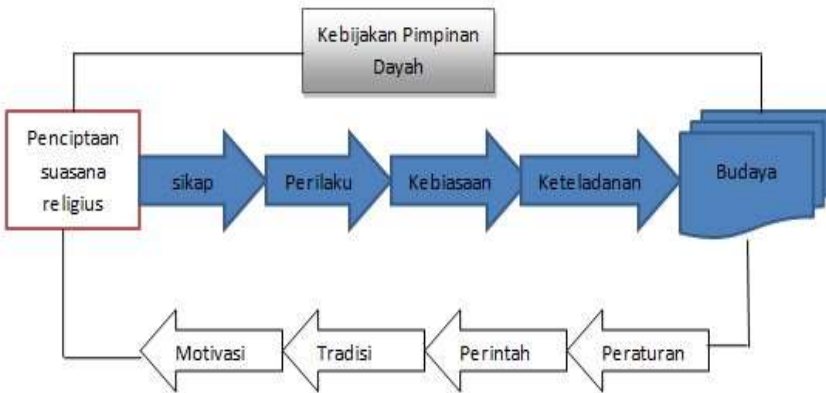 Kebijakan Pimpinan
Dayah
Penciptaan
suasana
religius
sikap
Perilaku
Kebiasaan
Keteladanan
Budaya
Motivasi
Tradisi
Perintah
Peraturan